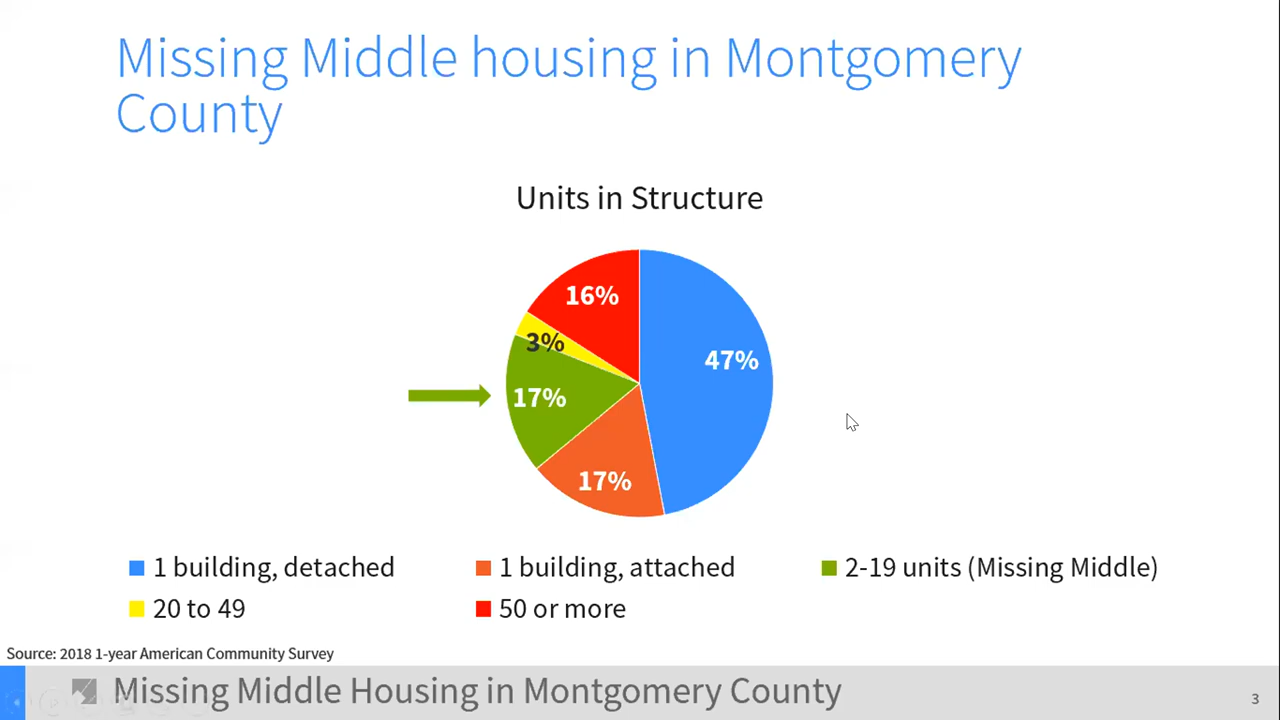 Missing Middle housing in Montgomery
County
Units in Structure
16%
3%
47%
17%
17%
1 building, detached
1 building, attached
2-19 units (Missing Middle)
20 to 49
50 or more
Source: 2018 1-year American Community Survey
Missing Middle Housing in Montgomery County
3